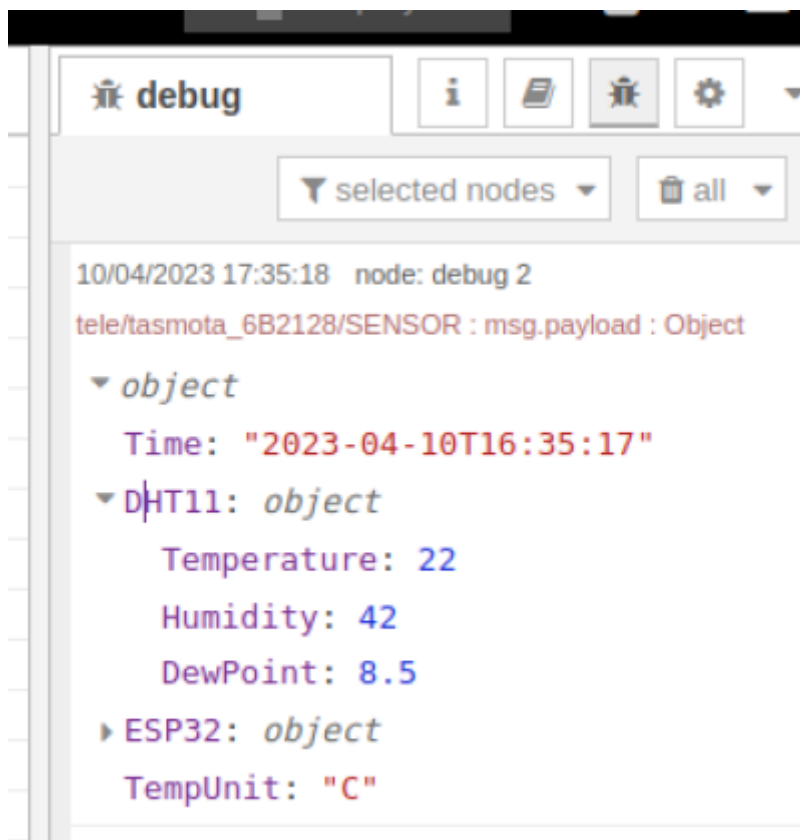 debug
selected nodes
all
10/04/2023 17:35:18 node: debug 2
tele/tasmota_6B2128/SENSOR : msg.payload : Object
object
Time: "2023-04-10T16:35:17"
DHT11: object
Temperature: 22
Humidity: 42
DewPoint: 8.5
ESP32: object
TempUnit: "C"